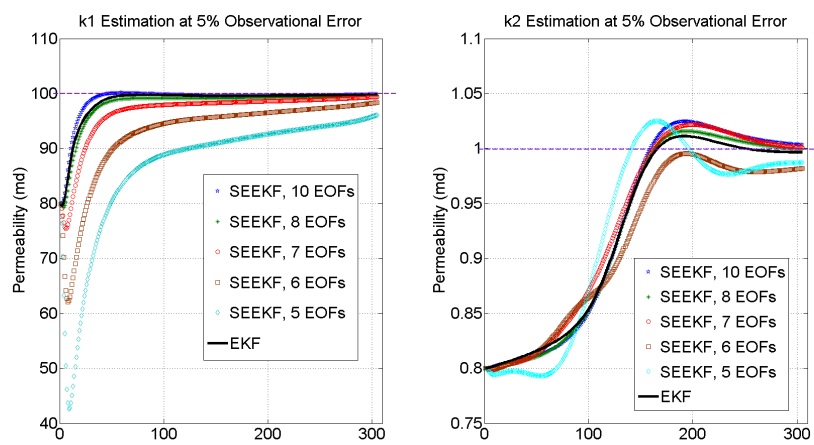 k1 Estimation at 5% Observational Error
110
100
90
80
70
60
50
40
Permeability (md)
0
100
200
300
SEEKF, 10 EOFs
SEEKF, 8 EOFs
SEEKF, 7 EOFs
SEEKF, 6 EOFs
SEEKF, 5 EOFs
EKF
k2 Estimation at 5% Observational Error
1.1
1.05
1
0.95
0.9
0.85
0.8
0.75
Permeability (md)
0
100
200
300
SEEKF, 10 EOFs
SEEKF, 8 EOFs
SEEKF, 7 EOFs
SEEKF, 6 EOFs
SEEKF, 5 EOFs
EKF